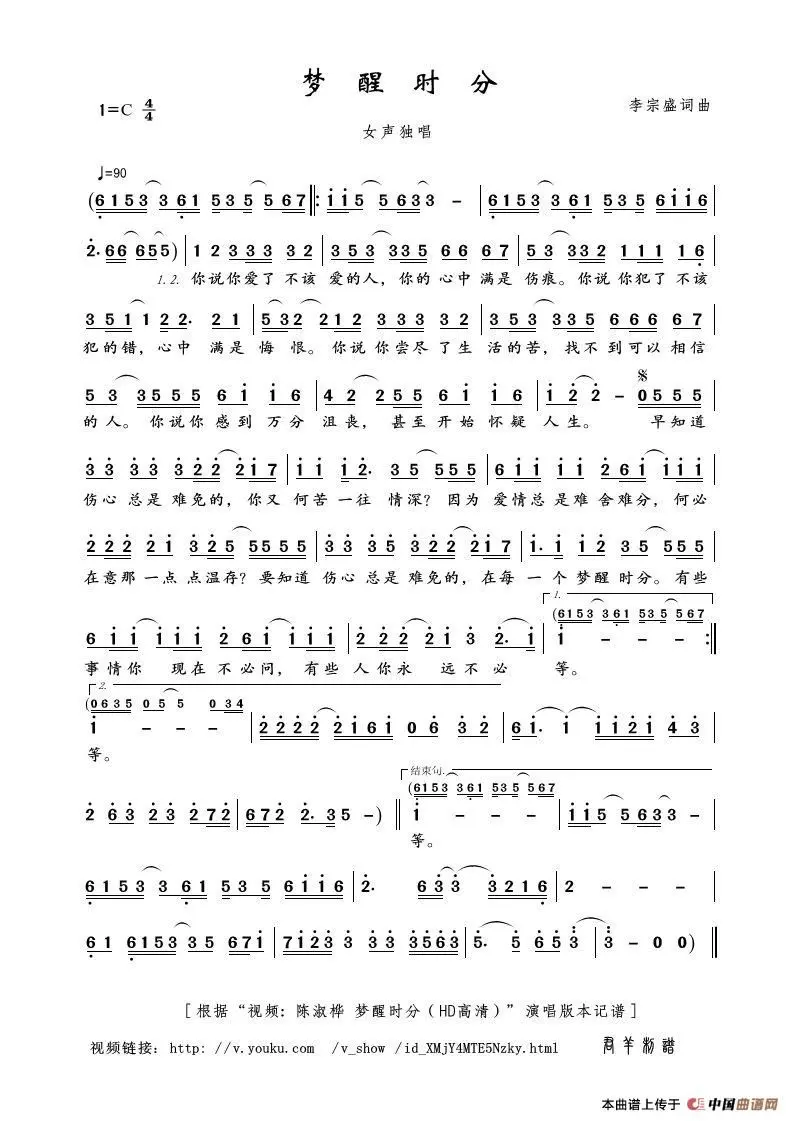 梦醒时分
1=C 4/4
李宗盛词曲
女声独唱
♩=90
(6153 3 61 535 5 67 ‖: i i5 5 633 - | 6153 3 61 535 6ii6 |
2· 66 655) | 1 2 333 32 | 353 335 66 67 | 53 332 111 16 |
1. 2. 你说你爱了 不该 爱的人，你的 心中 满是 伤痕。你说 你犯了 不该
351 1 22· 21 | 532 212 333 32 | 353 335 666 67 |
犯的错，心中 满是 悔恨。你说 你尝尽了生 活的苦，找不 到可以 相信
53 3555 6i i6 | 42 255 6i i6 | i2 2 - 0555 |
的人。你说你 感到 万分 沮丧，甚至开始 怀疑 人生。 早知道
33 33 322 2i7 | ii i2· 35 555 | 6ii ii2 26i iii |
伤心 总是 难免的，你又 何苦 一往 情深？因为 爱情总是难 舍难分，何必
222 2i 325 5555 | 33 35 322 2i7 | i· i i2 35 555 |
在意那 一点 点温存？要知道 伤心 总是 难免的，在每 一个 梦醒 时分。有些
1.
(6153 361 535 567
6ii iii 26i iii | 222 22i 3 2· i | i - - - :‖
事情你 现在 不必问，有些 人你永 远不必 等。
2.
(0635 055 034
i - - - | 2222 2i6i 06 32 | 6i· i ii2i 43 |
等。
结束句.
(6153 361 535 567
263 23 272 | 672 2· 35 -) ‖ i - - - | ii5 5633 - |
等。
6153 3 61 535 6ii6 | 2· 63 3 3216 | 2 - - - |
61 6153 35 67i | 7i23 3 33 3563 | 5· 5 65 3 | 3 - 0 0) ‖
[ 根据“视频：陈淑桦 梦醒时分（HD高清）”演唱版本记谱 ]
视频链接：http: //v.youku.com /v_show /id_XMjY4MTE5Nzky.html 君羊制谱
本曲谱上传于 中国曲谱网